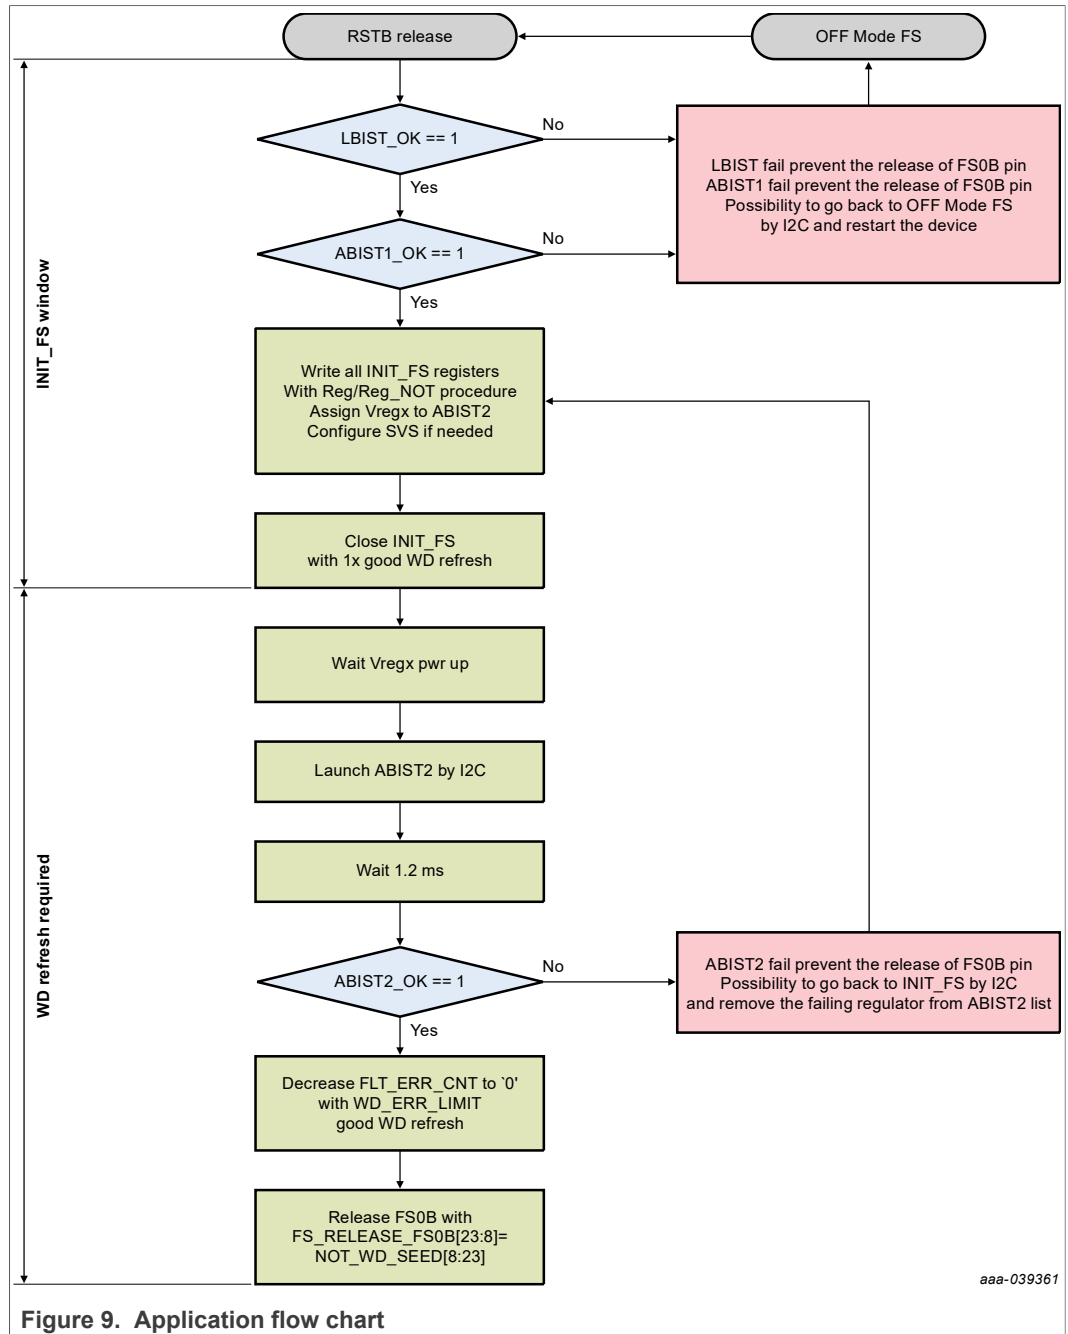 RSTB release
OFF Mode FS
LBIST_OK == 1
No
Yes
LBIST fail prevent the release of FS0B pin
ABIST1 fail prevent the release of FS0B pin
Possibility to go back to OFF Mode FS
by I2C and restart the device
ABIST1_OK == 1
No
Yes
INIT_FS window
Write all INIT_FS registers
With Reg/Reg_NOT procedure
Assign Vregx to ABIST2
Configure SVS if needed
Close INIT_FS
with 1x good WD refresh
Wait Vregx pwr up
Launch ABIST2 by I2C
Wait 1.2 ms
WD refresh required
ABIST2_OK == 1
No
Yes
ABIST2 fail prevent the release of FS0B pin
Possibility to go back to INIT_FS by I2C
and remove the failing regulator from ABIST2 list
Decrease FLT_ERR_CNT to `0'
with WD_ERR_LIMIT
good WD refresh
Release FS0B with
FS_RELEASE_FS0B[23:8]=
NOT_WD_SEED[8:23]
aaa-039361
Figure 9. Application flow chart